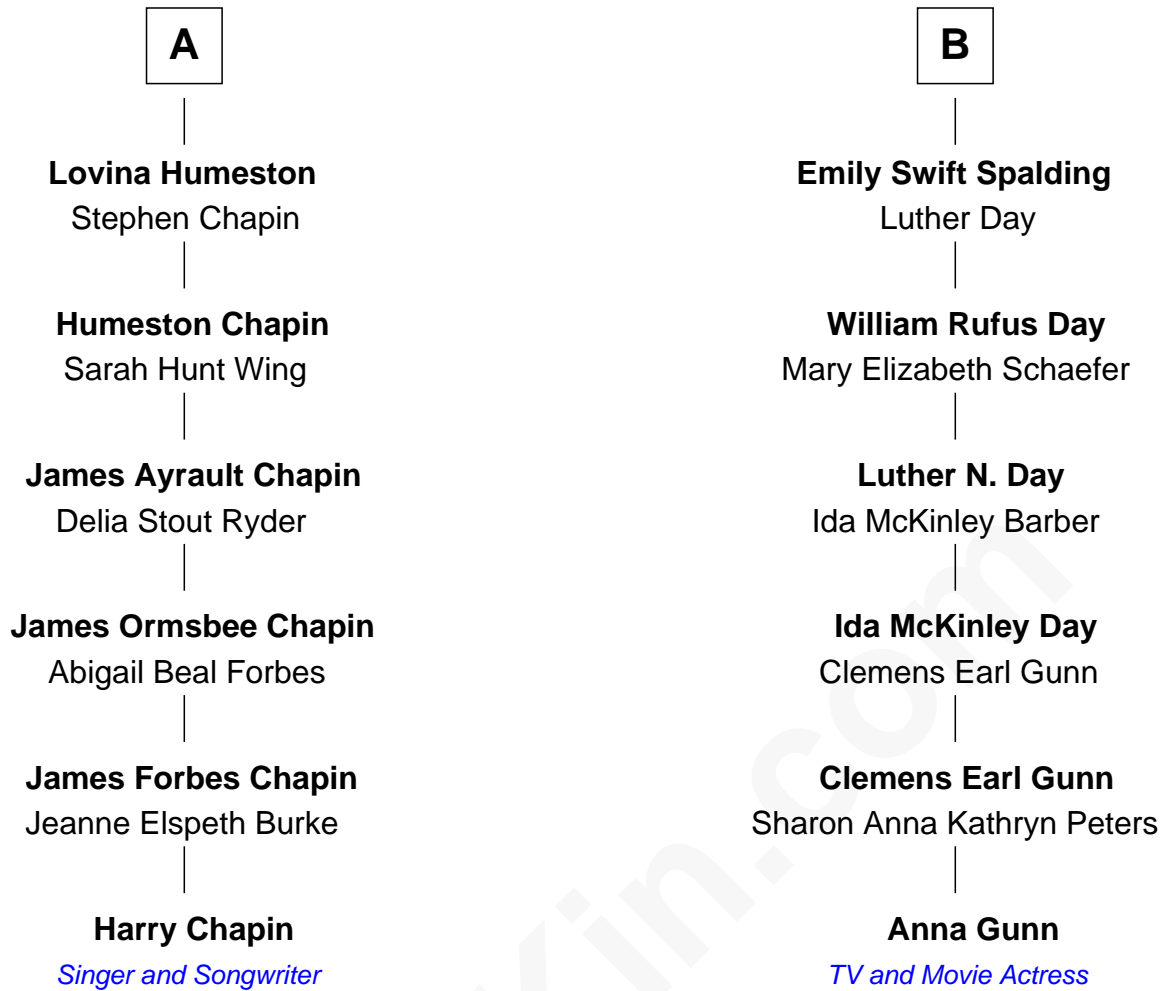 A
Lovina Humeston
Stephen Chapin
Humeston Chapin
Sarah Hunt Wing
James Ayrault Chapin
Delia Stout Ryder
James Ormsbee Chapin
Abigail Beal Forbes
James Forbes Chapin
Jeanne Elspeth Burke
Harry Chapin
Singer and Songwriter
B
Emily Swift Spalding
Luther Day
William Rufus Day
Mary Elizabeth Schaefer
Luther N. Day
Ida McKinley Barber
Ida McKinley Day
Clemens Earl Gunn
Clemens Earl Gunn
Sharon Anna Kathryn Peters
Anna Gunn
TV and Movie Actress